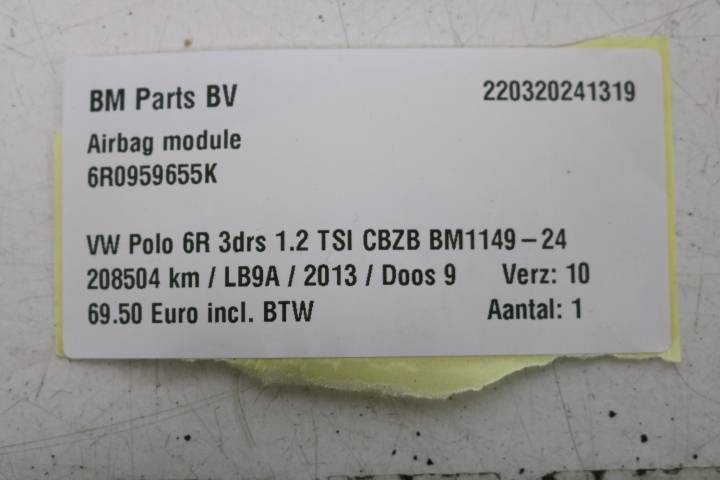 BM Parts BV 220320241319
Airbag module
6R0959655K
VW Polo 6R 3drs 1.2 TSI CBZB BM1149-24
208504 km / LB9A / 2013 / Doos 9 Verz: 10
69.50 Euro incl. BTW Aantal: 1